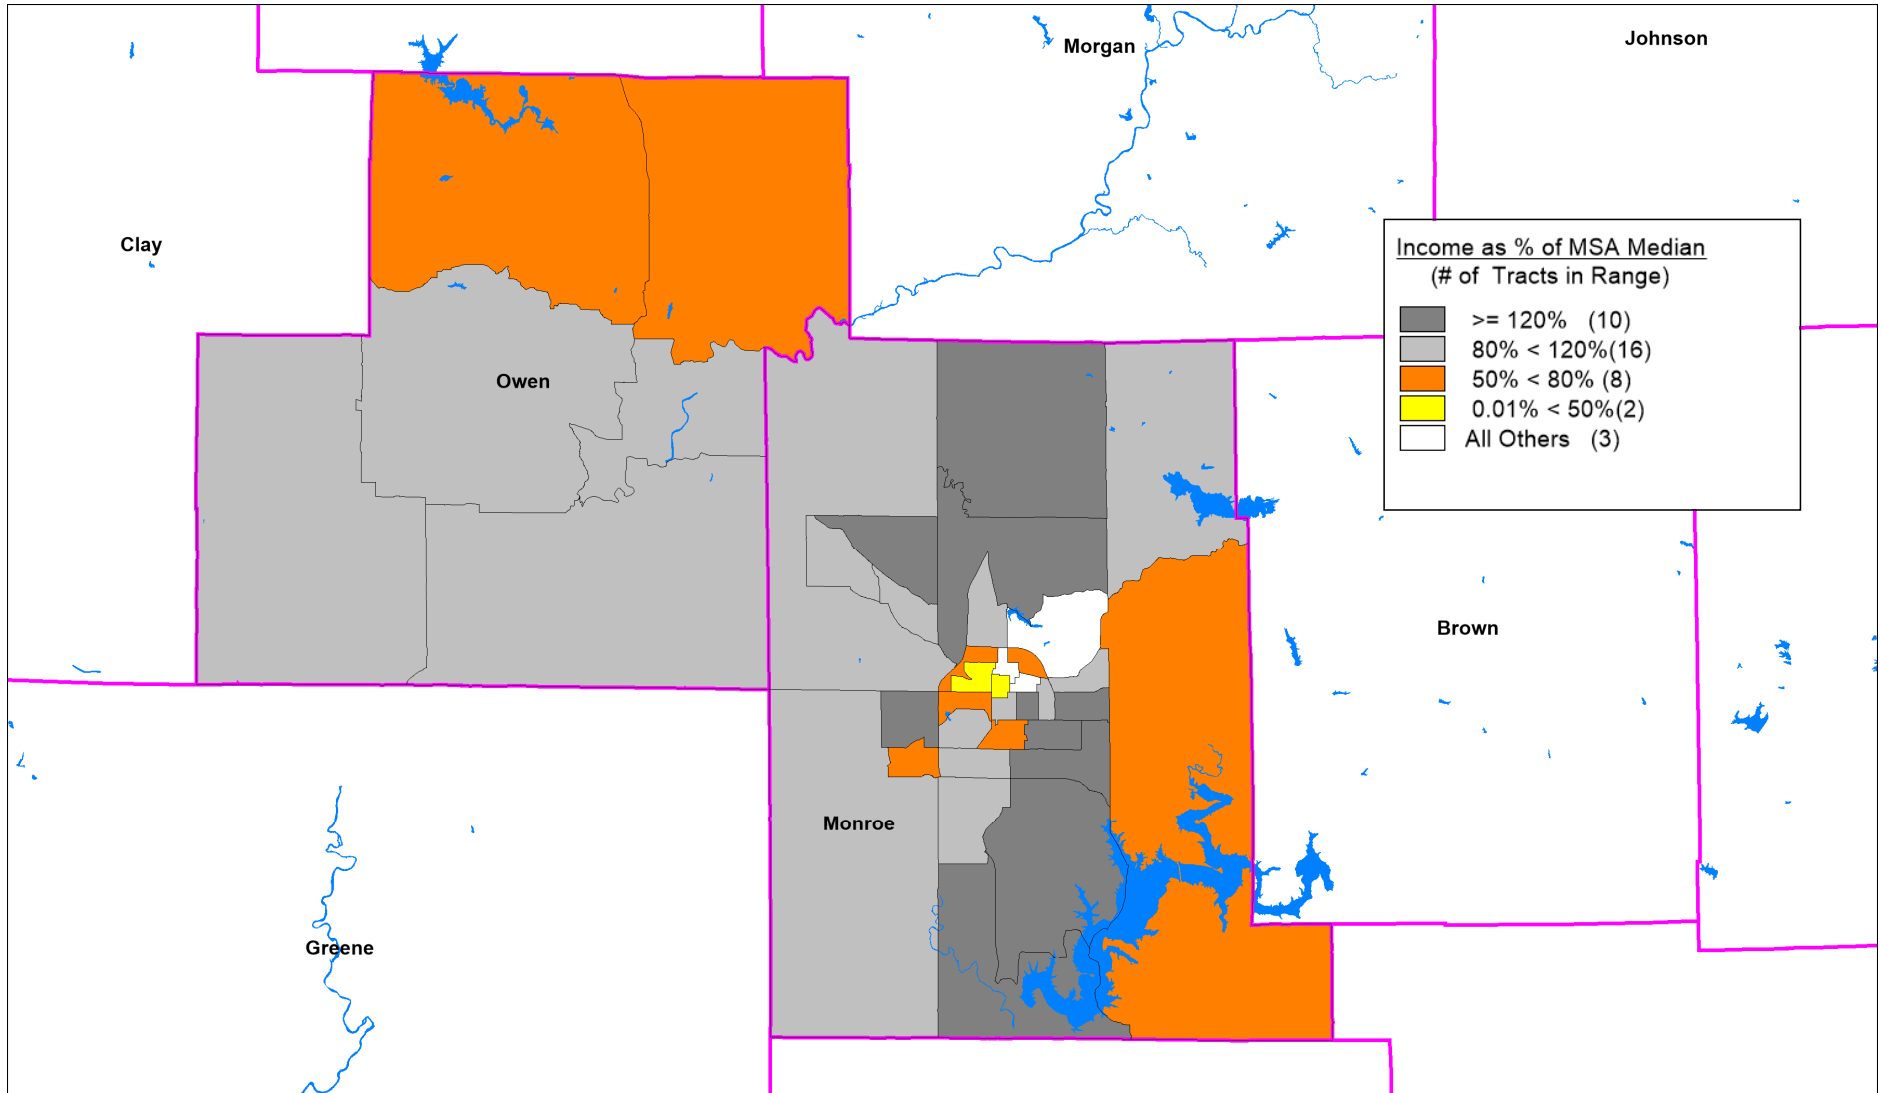 Morgan
Johnson
Clay
Income as % of MSA Median
(# of Tracts in Range)
>= 120% (10)
80% < 120%(16)
50% < 80% (8)
0.01% < 50%(2)
All Others (3)
Owen
Brown
Monroe
Greene